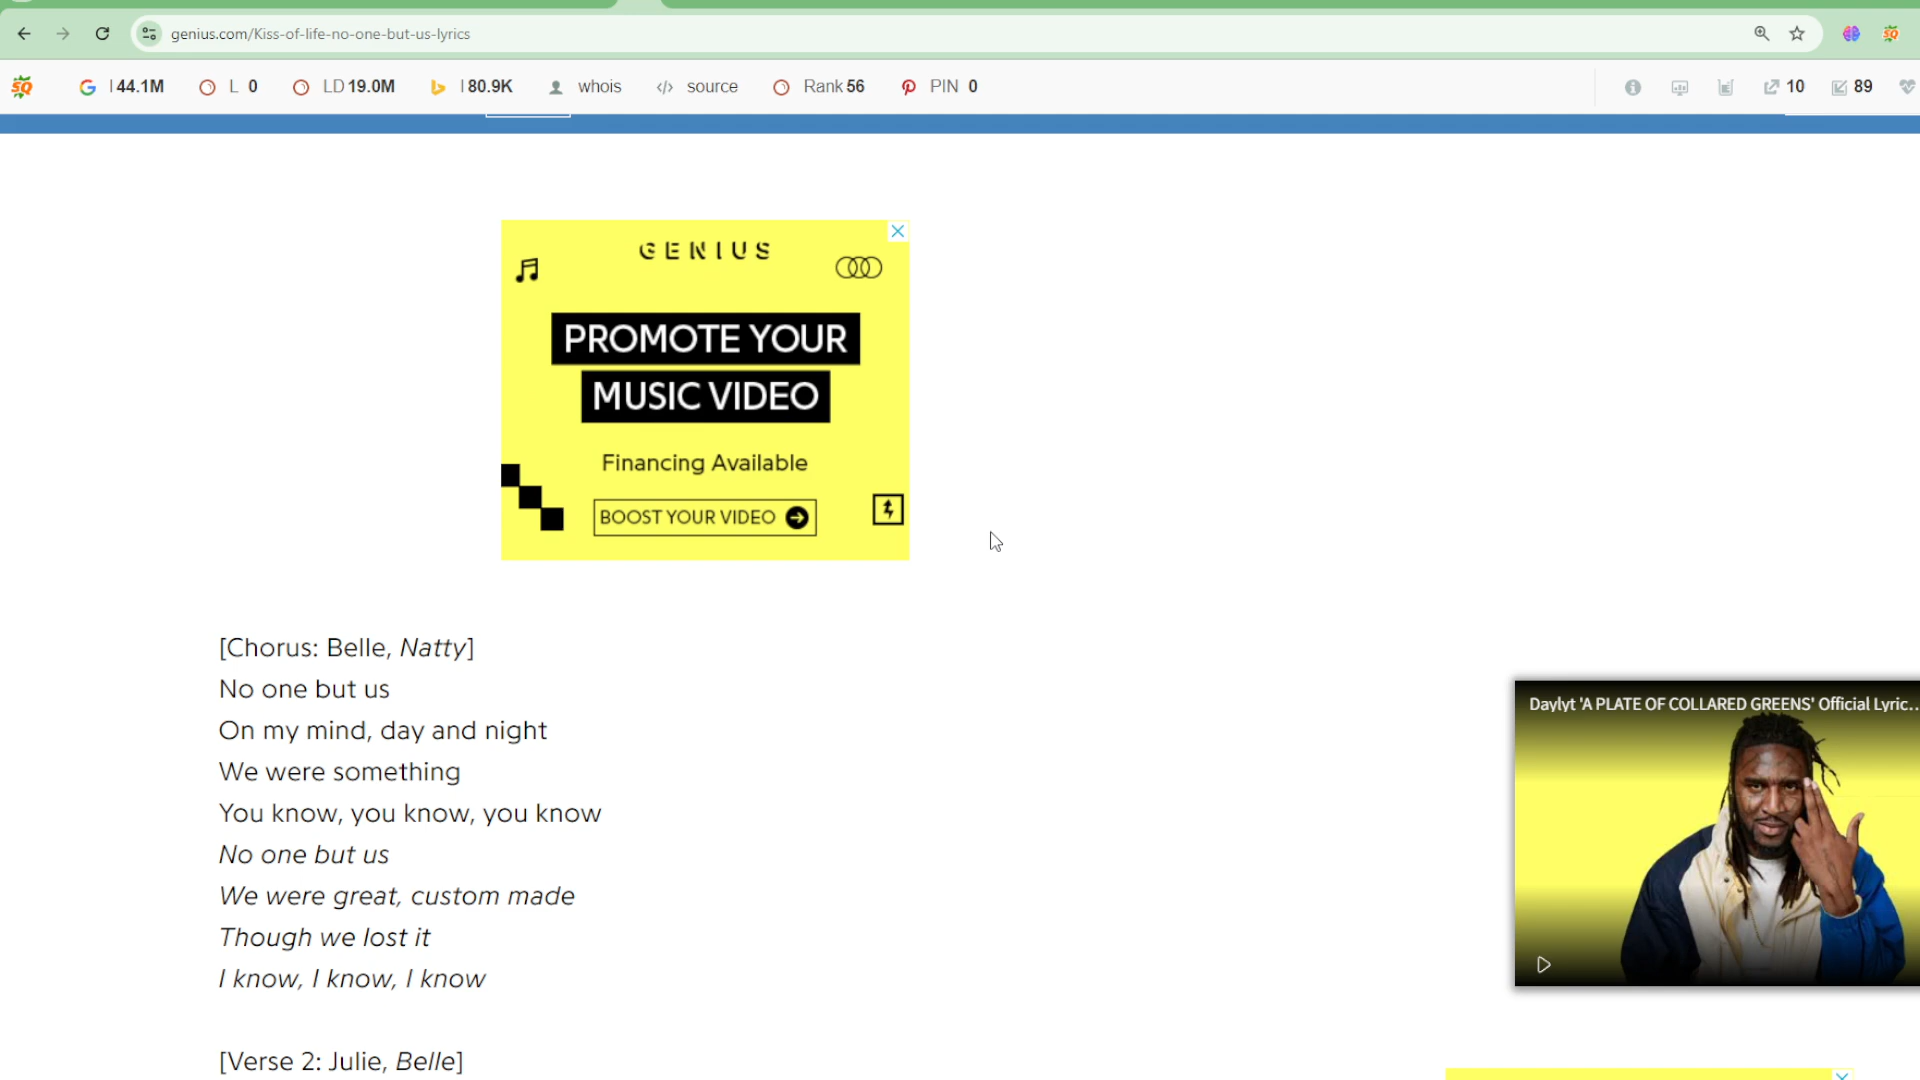 genius.com/Kiss-of-life-no-one-but-us-lyrics
SQ
SQ
G I 44.1M L 0 LD 19.0M I 80.9K whois source Rank 56 PIN 0 10 89
GENIUS
PROMOTE YOUR
MUSIC VIDEO
Financing Available
BOOST YOUR VIDEO
[Chorus: Belle, Natty]
No one but us
On my mind, day and night
We were something
You know, you know, you know
No one but us
We were great, custom made
Though we lost it
I know, I know, I know
[Verse 2: Julie, Belle]
Daylyt 'A PLATE OF COLLARED GREENS' Official Lyric...